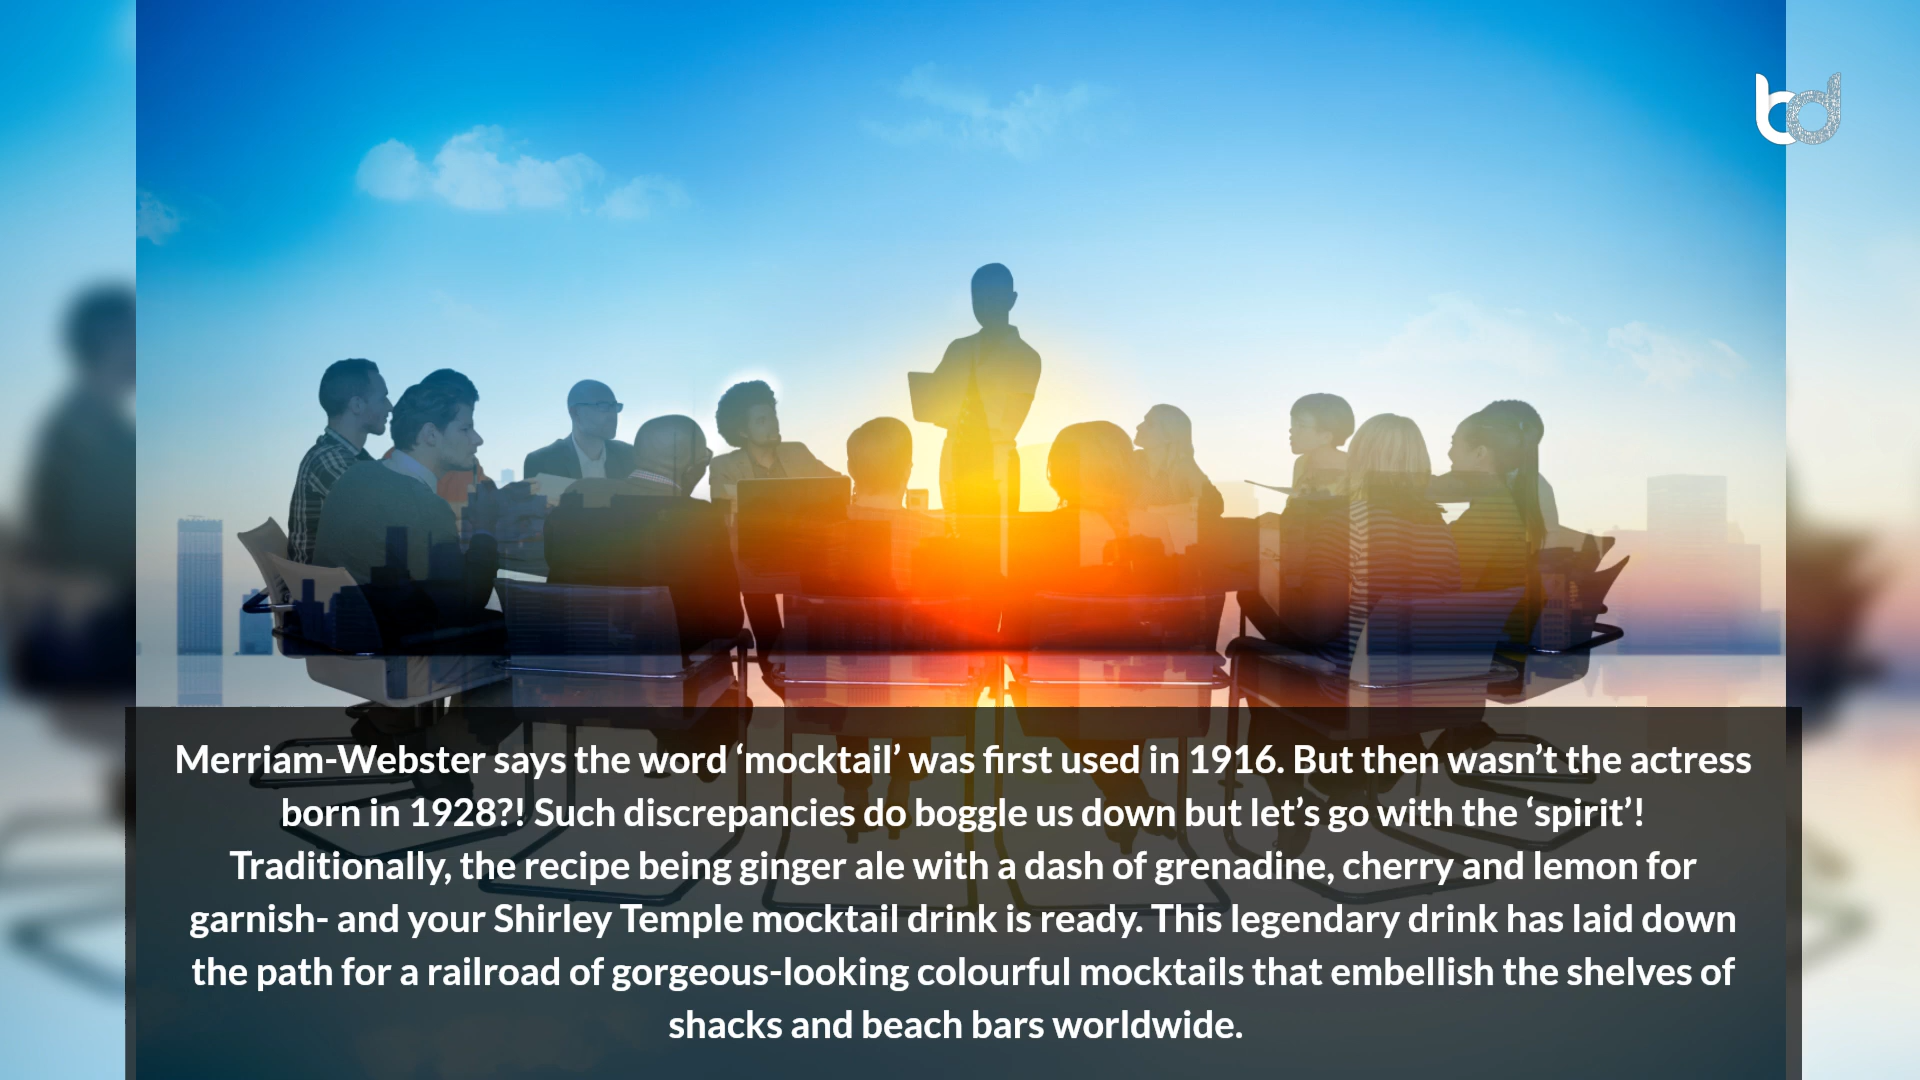 bd
Merriam-Webster says the word ‘mocktail’ was first used in 1916. But then wasn’t the actress
born in 1928?! Such discrepancies do boggle us down but let’s go with the ‘spirit’!
Traditionally, the recipe being ginger ale with a dash of grenadine, cherry and lemon for
garnish- and your Shirley Temple mocktail drink is ready. This legendary drink has laid down
the path for a railroad of gorgeous-looking colourful mocktails that embellish the shelves of
shacks and beach bars worldwide.